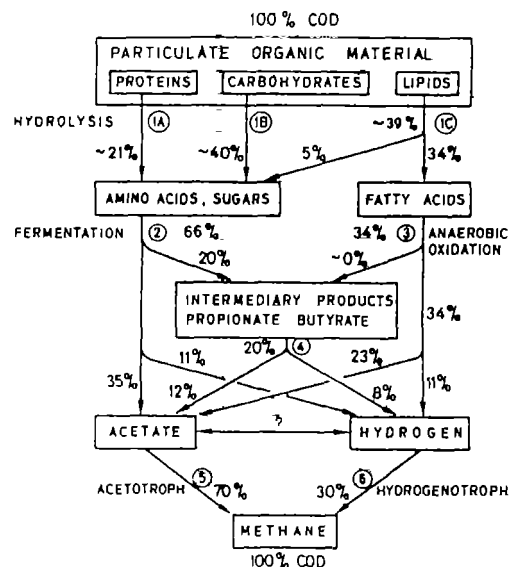 100% COD
PARTICULATE ORGANIC MATERIAL
PROTEINS CARBOHYDRATES LIPIDS
HYDROLYSIS 1A 1B ~39% 1C
~21% ~40% 5% 34%
AMINO ACIDS, SUGARS FATTY ACIDS
FERMENTATION 2 66% 34% 3 ANAEROBIC
OXIDATION
20% ~0%
INTERMEDIARY PRODUCTS
PROPIONATE BUTYRATE
34%
20% 4
11% 23%
35% 12% 8% 11%
ACETATE HYDROGEN
5 6
ACETOTROPH 70% 30% HYDROGENOTROPH
METHANE
100% COD